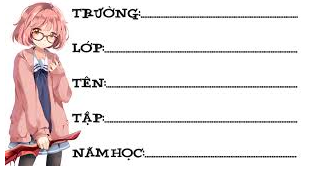 TRƯỜNG:....................................................
LỚP:................................................................
TÊN:................................................................
TẬP:................................................................
NĂM HỌC:..................................................